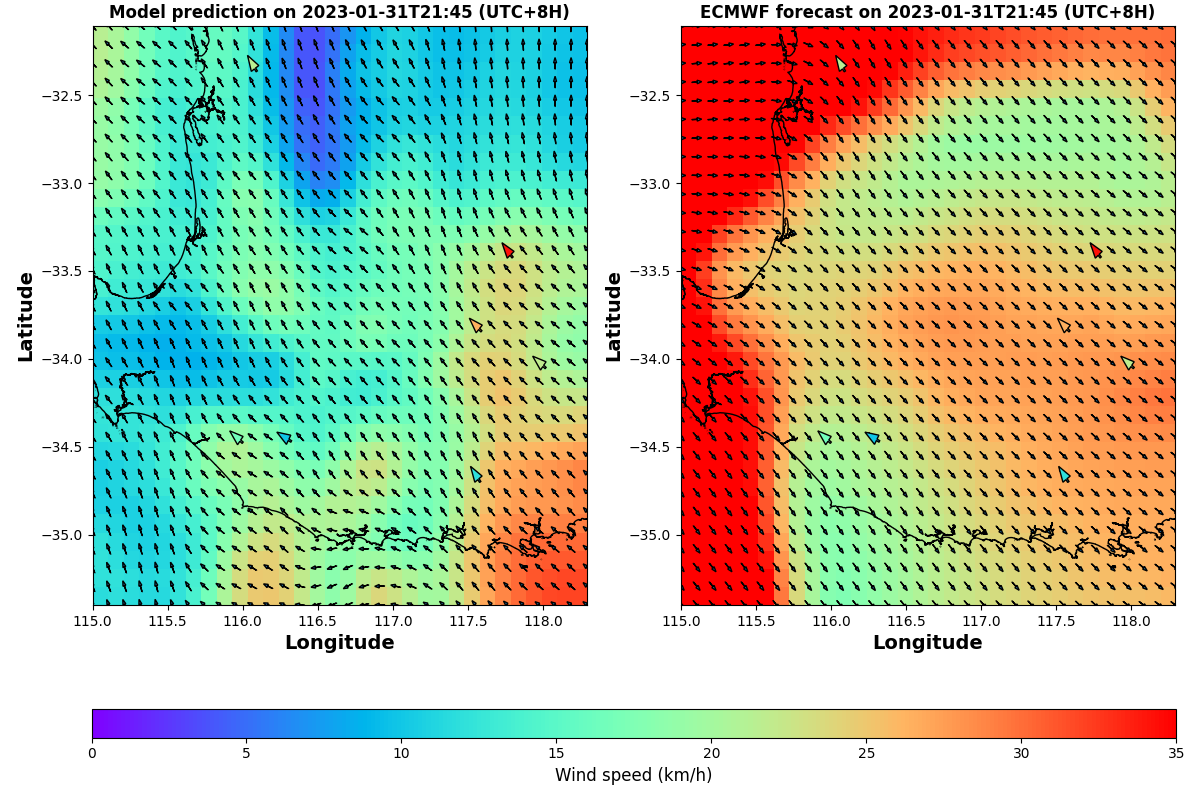 Model prediction on 2023-01-31T21:45 (UTC+8H)
ECMWF forecast on 2023-01-31T21:45 (UTC+8H)
Latitude
−32.5
−33.0
−33.5
−34.0
−34.5
−35.0
115.0 115.5 116.0 116.5 117.0 117.5 118.0
Longitude
Latitude
−32.5
−33.0
−33.5
−34.0
−34.5
−35.0
115.0 115.5 116.0 116.5 117.0 117.5 118.0
Longitude
0 5 10 15 20 25 30 35
Wind speed (km/h)